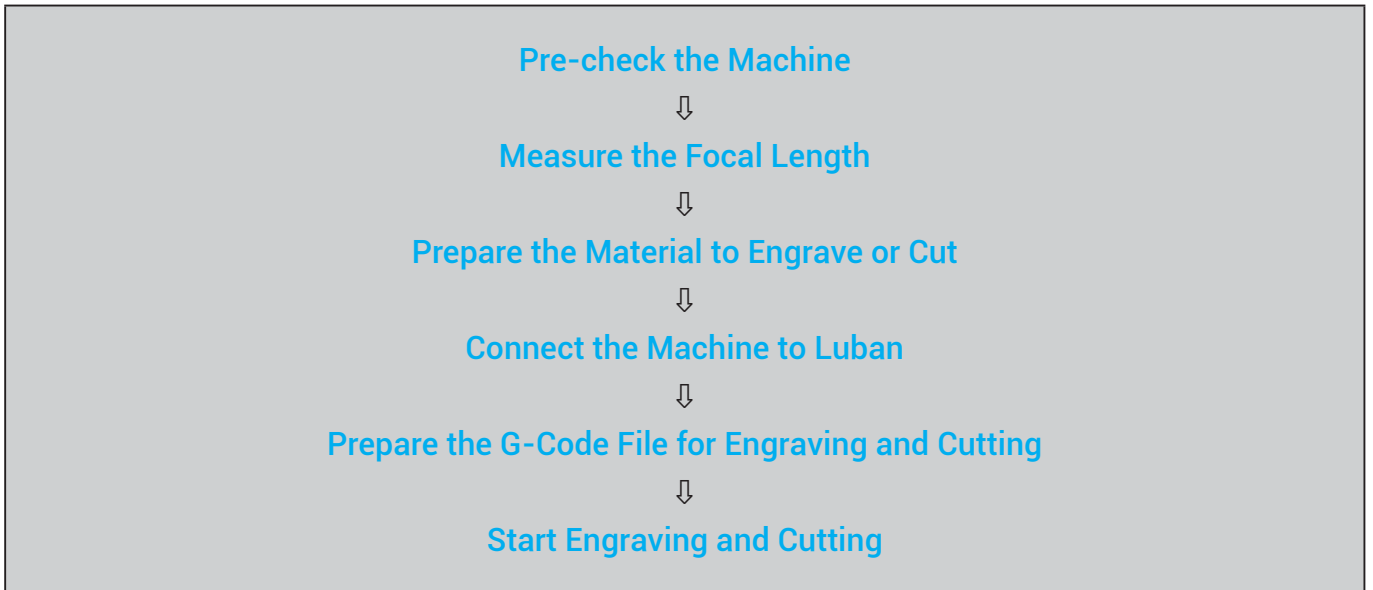 Pre-check the Machine
⇩
Measure the Focal Length
⇩
Prepare the Material to Engrave or Cut
⇩
Connect the Machine to Luban
⇩
Prepare the G-Code File for Engraving and Cutting
⇩
Start Engraving and Cutting